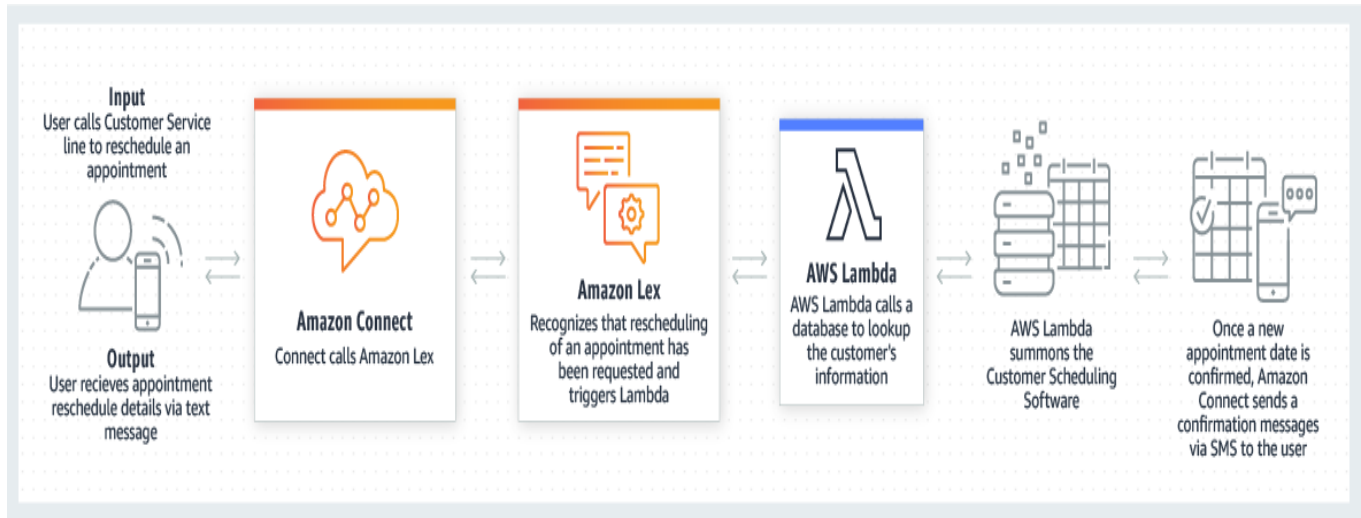 Input
User calls Customer Service
line to reschedule an
appointment
Output
User recieves appointment
reschedule details via text
message
Amazon Connect
Connect calls Amazon Lex
Amazon Lex
Recognizes that rescheduling
of an appointment has
been requested and
triggers Lambda
AWS Lambda
AWS Lambda calls a
database to lookup
the customer's
information
AWS Lambda
summons the
Customer Scheduling
Software
Once a new
appointment date is
confirmed, Amazon
Connect sends a
confirmation messages
via SMS to the user